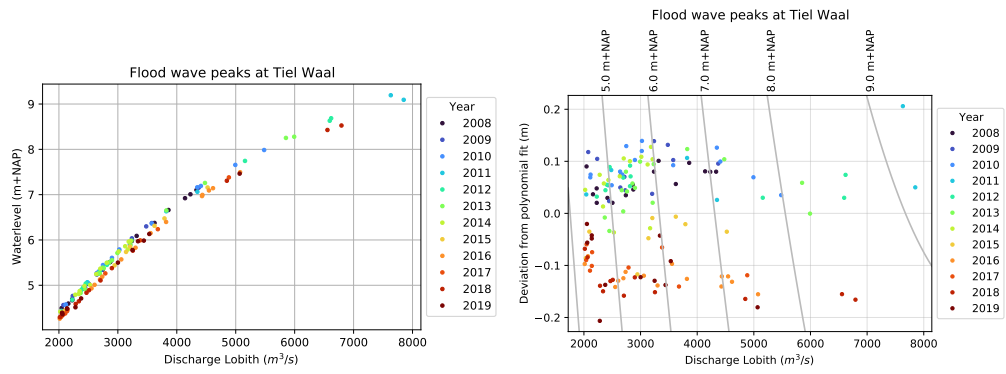 Flood wave peaks at Tiel Waal
Waterlevel (m+NAP)
9
8
7
6
5
2000 3000 4000 5000 6000 7000 8000
Discharge Lobith (m³/s)
Year
2008
2009
2010
2011
2012
2013
2014
2015
2016
2017
2018
2019
Flood wave peaks at Tiel Waal
5.0 m+NAP
6.0 m+NAP
7.0 m+NAP
8.0 m+NAP
9.0 m+NAP
Deviation from polynomial fit (m)
0.2
0.1
0.0
−0.1
−0.2
2000 3000 4000 5000 6000 7000 8000
Discharge Lobith (m³/s)
Year
2008
2009
2010
2011
2012
2013
2014
2015
2016
2017
2018
2019